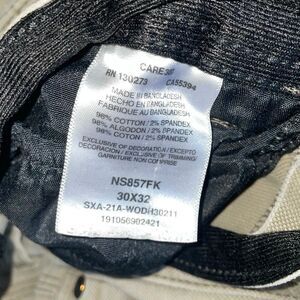 CARE
RN 130273 CA55394
MADE IN BANGLADESH
HECHO EN BANGLADESH
FABRIQUE AU BANGLADESH
98% COTTON / 2% SPANDEX
98% ALGODON / 2% SPANDEX
98% COTON / 2% SPANDEX
EXCLUSIVE OF DECORATION / EXCEPTO
DECORACION / EXCLUSION OF TRIMMING
GARNITURE NON COMPRISE
NS857FK
30X32
SXA-21A-WODH30211
191056902421